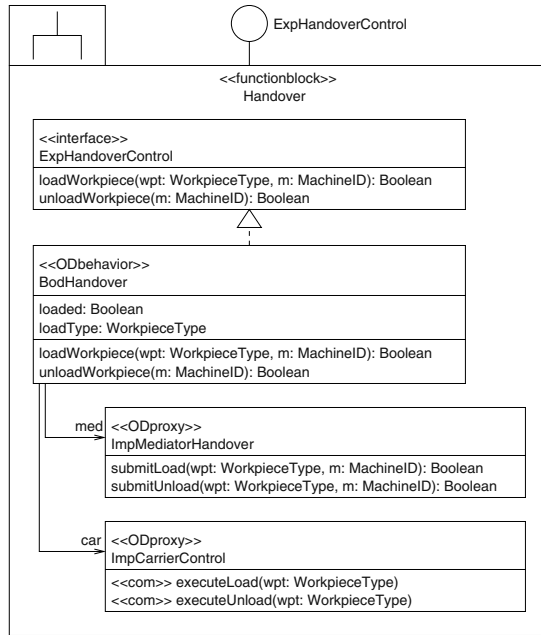 ExpHandoverControl
<<functionblock>>
Handover
<<interface>>
ExpHandoverControl
loadWorkpiece(wpt: WorkpieceType, m: MachineID): Boolean
unloadWorkpiece(m: MachineID): Boolean
<<ODbehavior>>
BodHandover
loaded: Boolean
loadType: WorkpieceType
loadWorkpiece(wpt: WorkpieceType, m: MachineID): Boolean
unloadWorkpiece(m: MachineID): Boolean
med
<<ODproxy>>
ImpMediatorHandover
submitLoad(wpt: WorkpieceType, m: MachineID): Boolean
submitUnload(wpt: WorkpieceType, m: MachineID): Boolean
car
<<ODproxy>>
ImpCarrierControl
<<com>> executeLoad(wpt: WorkpieceType)
<<com>> executeUnload(wpt: WorkpieceType)